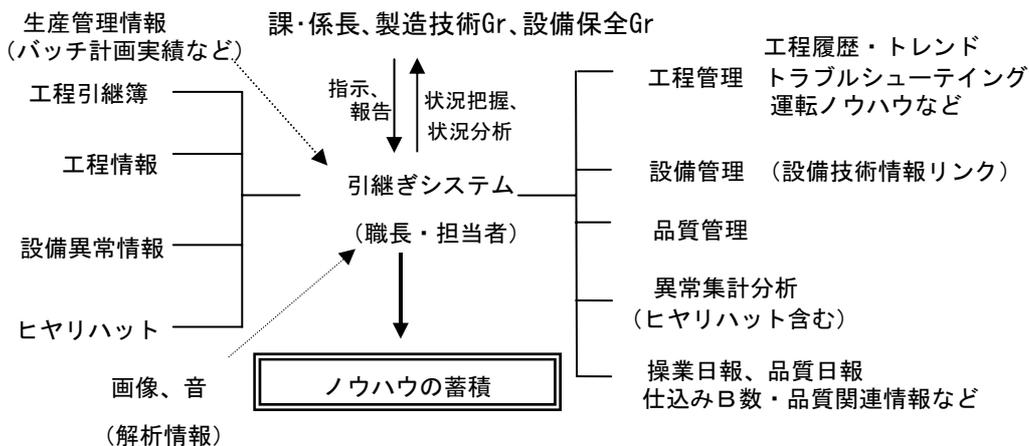 生産管理情報
(バッチ計画実績など)
工程引継簿
工程情報
設備異常情報
ヒヤリハット
画像、音
(解析情報)
課・係長、製造技術Gr、設備保全Gr
指示、
報告
状況把握、
状況分析
引継ぎシステム
(職長・担当者)
ノウハウの蓄積
工程履歴・トレンド
工程管理 トラブルシューテイング
運転ノウハウなど
設備管理 (設備技術情報リンク)
品質管理
異常集計分析
(ヒヤリハット含む)
操業日報、品質日報
仕込みB数・品質関連情報など